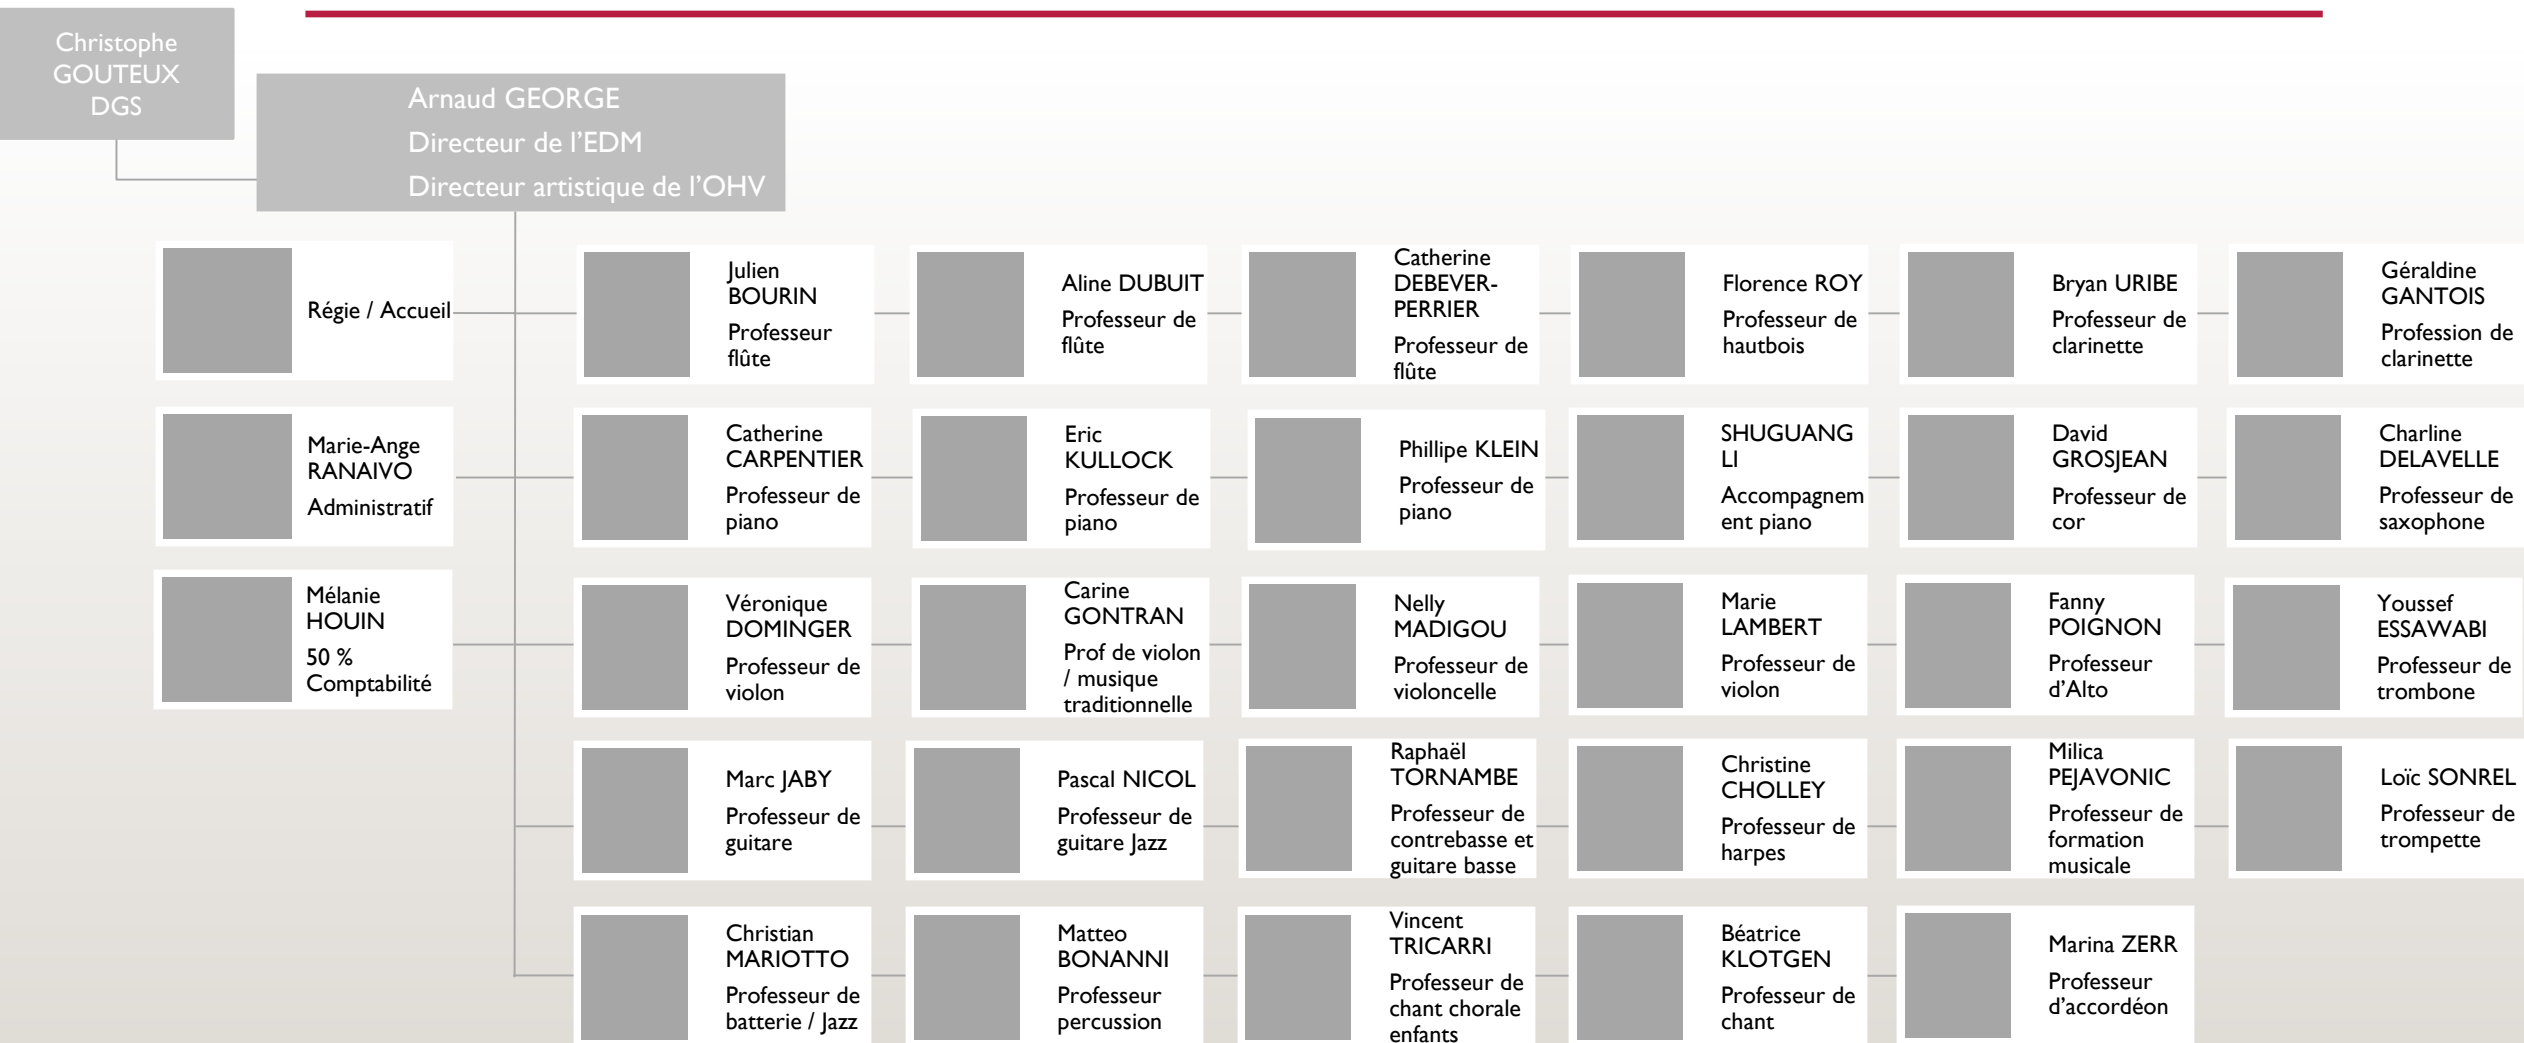 Christophe
GOUTEUX
DGS
Arnaud GEORGE
Directeur de l’EDM
Directeur artistique de l’OHV
Régie / Accueil
Julien
BOURIN
Professeur
flûte
Aline DUBUIT
Professeur de
flûte
Catherine
DEBEVER-
PERRIER
Professeur de
flûte
Florence ROY
Professeur de
hautbois
Bryan URIBE
Professeur de
clarinette
Géraldine
GANTOIS
Profession de
clarinette
Marie-Ange
RANAIVO
Administratif
Catherine
CARPENTIER
Professeur de
piano
Eric
KULLOCK
Professeur de
piano
Phillipe KLEIN
Professeur de
piano
SHUGUANG
LI
Accompagnem
ent piano
David
GROSJEAN
Professeur de
cor
Charline
DELAVELLE
Professeur de
saxophone
Mélanie
HOUIN
50 %
Comptabilité
Véronique
DOMINGER
Professeur de
violon
Carine
GONTRAN
Prof de violon
/ musique
traditionnelle
Nelly
MADIGOU
Professeur de
violoncelle
Marie
LAMBERT
Professeur de
violon
Fanny
POIGNON
Professeur
d’Alto
Youssef
ESSAWABI
Professeur de
trombone
Marc JABY
Professeur de
guitare
Pascal NICOL
Professeur de
guitare Jazz
Raphaël
TORNAMBE
Professeur de
contrebasse et
guitare basse
Christine
CHOLLEY
Professeur de
harpes
Milica
PEJAVONIC
Professeur de
formation
musicale
Loïc SONREL
Professeur de
trompette
Christian
MARIOTTO
Professeur de
batterie / Jazz
Matteo
BONANNI
Professeur
percussion
Vincent
TRICARRI
Professeur de
chant chorale
enfants
Béatrice
KLOTGEN
Professeur de
chant
Marina ZERR
Professeur
d’accordéon